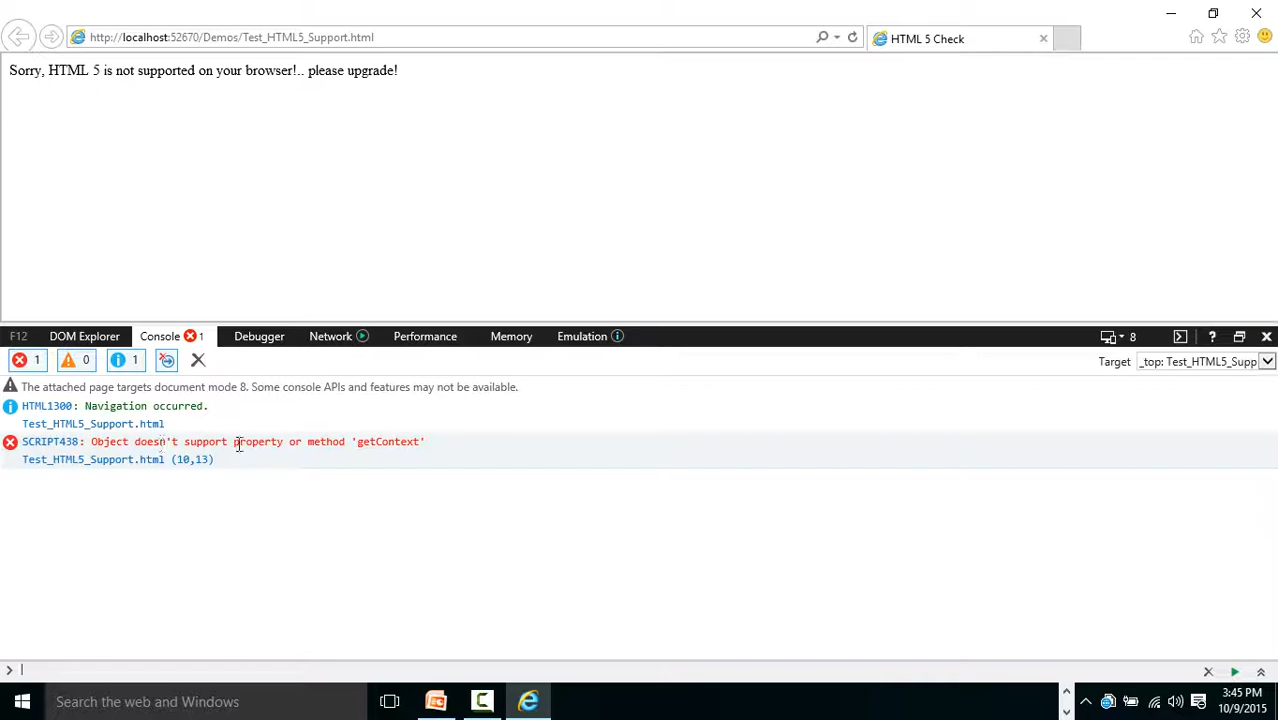 http://localhost:52670/Demos/Test_HTML5_Support.html
HTML 5 Check
Sorry, HTML 5 is not supported on your browser!.. please upgrade!
F12 DOM Explorer Console 1 Debugger Network Performance Memory Emulation 8 ?
1 0 1 Target _top: Test_HTML5_Supp
The attached page targets document mode 8. Some console APIs and features may not be available.
HTML1300: Navigation occurred.
Test_HTML5_Support.html
SCRIPT438: Object doesn't support property or method 'getContext'
Test_HTML5_Support.html (10,13)
Search the web and Windows
3:45 PM
10/9/2015